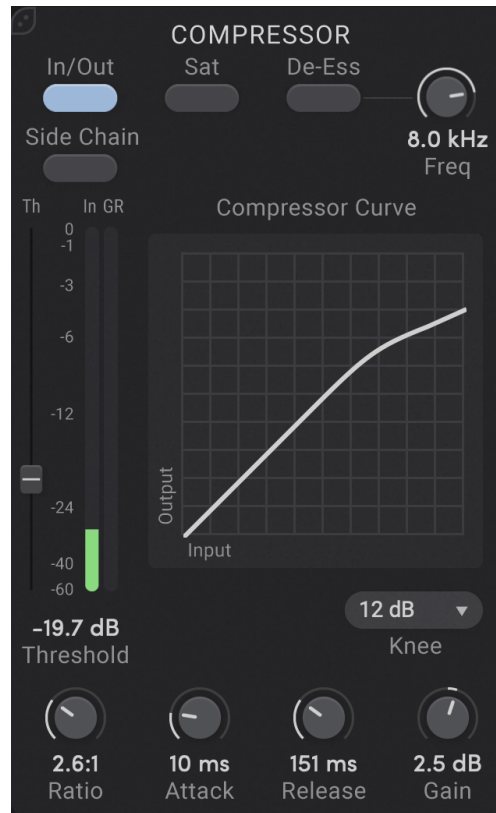 COMPRESSOR
In/Out Sat De-Ess
Side Chain
8.0 kHz
Freq
Th In GR
Compressor Curve
0
-1
-3
-6
-12
-24
-40
-60
Output
Input
-19.7 dB
Threshold
12 dB
Knee
2.6:1 10 ms 151 ms 2.5 dB
Ratio Attack Release Gain